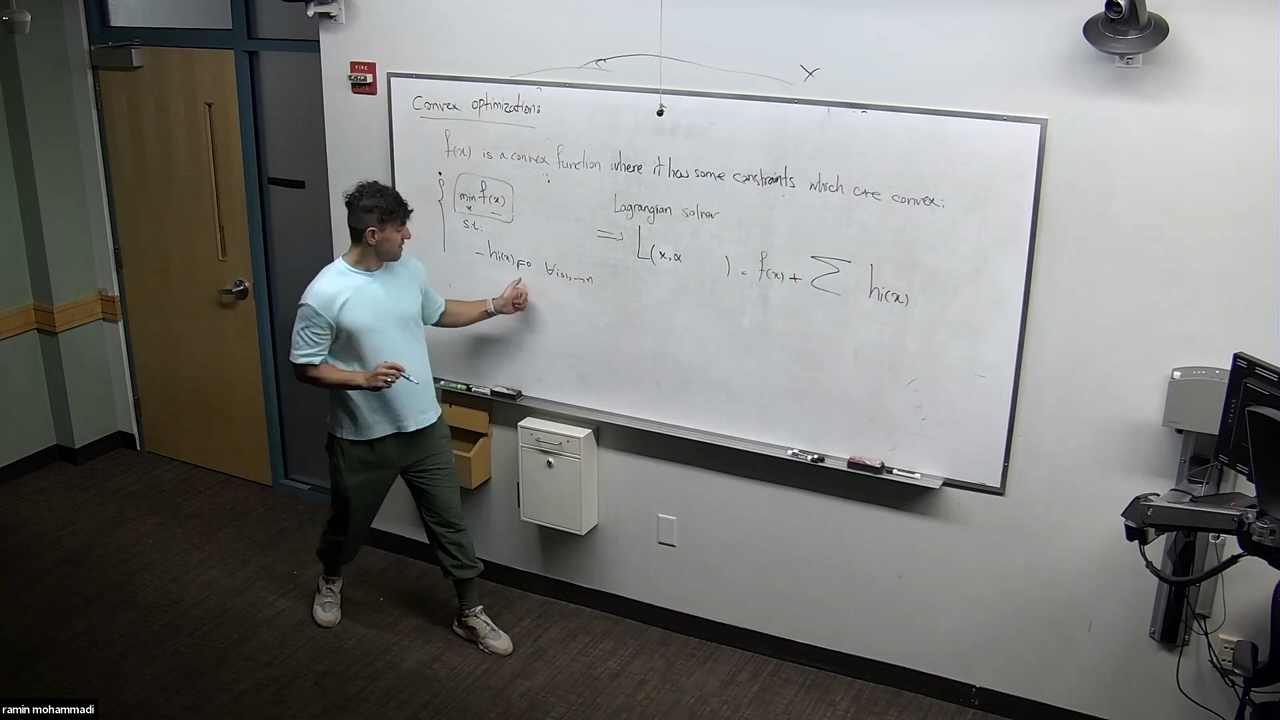 FIRE
X
Convex optimizations
f(x) is a convex function where it has some constraints which are convex:
min f(x)
x
s.t.
Lagrangian solver
⇒ L(x,α ) = f(x) + Σ hi(x)
- hi(x) = 0 ∀i=1,...,n
ramin mohammadi